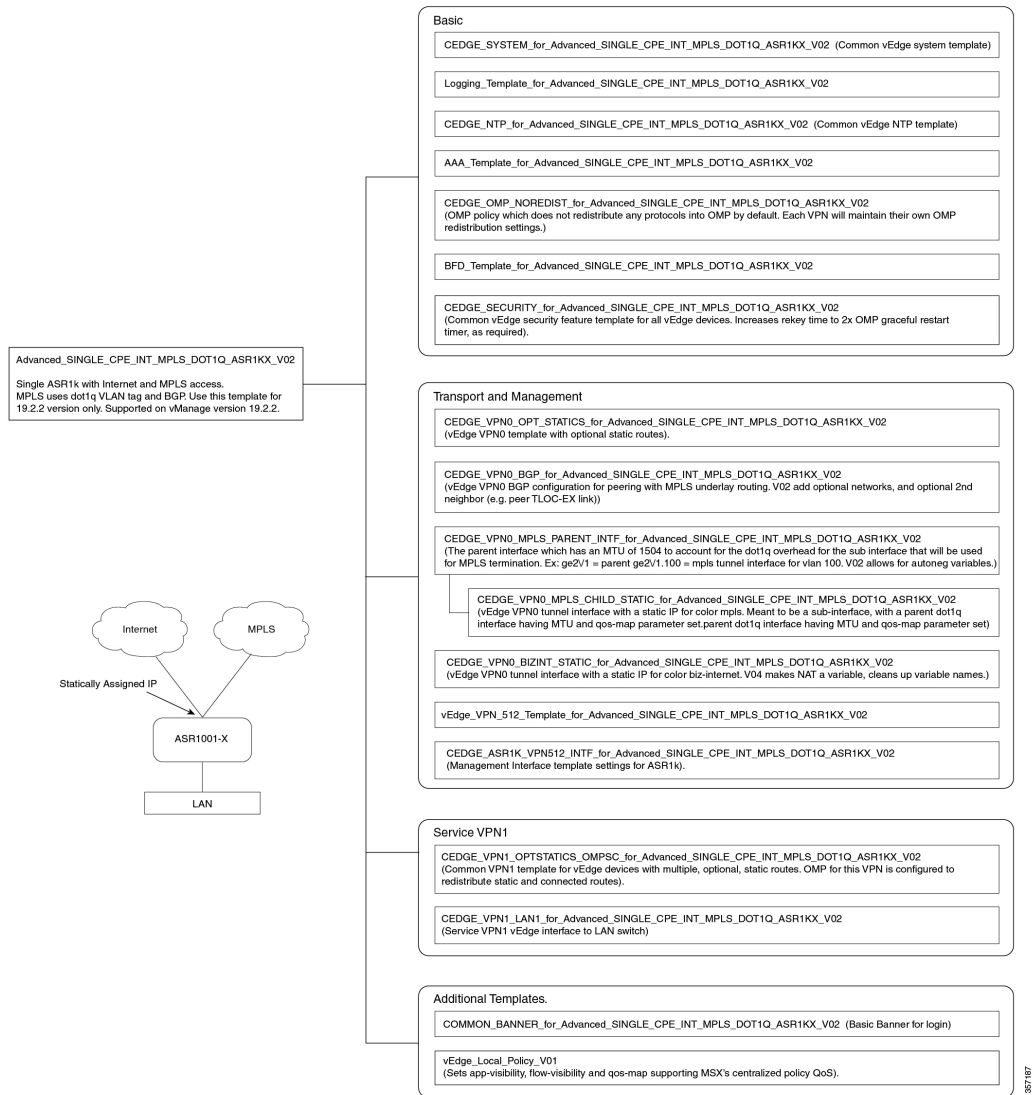 Basic
CEDGE_SYSTEM_for_Advanced_SINGLE_CPE_INT_MPLS_DOT1Q_ASR1KX_V02 (Common vEdge system template)
Logging_Template_for_Advanced_SINGLE_CPE_INT_MPLS_DOT1Q_ASR1KX_V02
CEDGE_NTP_for_Advanced_SINGLE_CPE_INT_MPLS_DOT1Q_ASR1KX_V02 (Common vEdge NTP template)
AAA_Template_for_Advanced_SINGLE_CPE_INT_MPLS_DOT1Q_ASR1KX_V02
CEDGE_OMP_NOREDIST_for_Advanced_SINGLE_CPE_INT_MPLS_DOT1Q_ASR1KX_V02
(OMP policy which does not redistribute any protocols into OMP by default. Each VPN will maintain their own OMP
redistribution settings.)
BFD_Template_for_Advanced_SINGLE_CPE_INT_MPLS_DOT1Q_ASR1KX_V02
CEDGE_SECURITY_for_Advanced_SINGLE_CPE_INT_MPLS_DOT1Q_ASR1KX_V02
(Common vEdge security feature template for all vEdge devices. Increases rekey time to 2x OMP graceful restart
timer, as required).
Advanced_SINGLE_CPE_INT_MPLS_DOT1Q_ASR1KX_V02
Single ASR1k with Internet and MPLS access.
MPLS uses dot1q VLAN tag and BGP. Use this template for
19.2.2 version only. Supported on vManage version 19.2.2.
Transport and Management
CEDGE_VPN0_OPT_STATICS_for_Advanced_SINGLE_CPE_INT_MPLS_DOT1Q_ASR1KX_V02
(vEdge VPN0 template with optional static routes).
CEDGE_VPN0_BGP_for_Advanced_SINGLE_CPE_INT_MPLS_DOT1Q_ASR1KX_V02
(vEdge VPN0 BGP configuration for peering with MPLS underlay routing. V02 add optional networks, and optional 2nd
neighbor (e.g. peer TLOC-EX link))
CEDGE_VPN0_MPLS_PARENT_INTF_for_Advanced_SINGLE_CPE_INT_MPLS_DOT1Q_ASR1KX_V02
(The parent interface which has an MTU of 1504 to account for the dot1q overhead for the sub interface that will be used
for MPLS termination. Ex: ge2\/1 = parent ge2\/1.100 = mpls tunnel interface for vlan 100. V02 allows for autoneg variables.)
CEDGE_VPN0_MPLS_CHILD_STATIC_for_Advanced_SINGLE_CPE_INT_MPLS_DOT1Q_ASR1KX_V02
(vEdge VPN0 tunnel interface with a static IP for color mpls. Meant to be a sub-interface, with a parent dot1q
interface having MTU and qos-map parameter set.parent dot1q interface having MTU and qos-map parameter set)
CEDGE_VPN0_BIZINT_STATIC_for_Advanced_SINGLE_CPE_INT_MPLS_DOT1Q_ASR1KX_V02
(vEdge VPN0 tunnel interface with a static IP for color biz-internet. V04 makes NAT a variable, cleans up variable names.)
vEdge_VPN_512_Template_for_Advanced_SINGLE_CPE_INT_MPLS_DOT1Q_ASR1KX_V02
CEDGE_ASR1K_VPN512_INTF_for_Advanced_SINGLE_CPE_INT_MPLS_DOT1Q_ASR1KX_V02
(Management Interface template settings for ASR1k).
Internet
MPLS
Statically Assigned IP
ASR1001-X
LAN
Service VPN1
CEDGE_VPN1_OPTSTATICS_OMPSC_for_Advanced_SINGLE_CPE_INT_MPLS_DOT1Q_ASR1KX_V02
(Common VPN1 template for vEdge devices with multiple, optional, static routes. OMP for this VPN is configured to
redistribute static and connected routes).
CEDGE_VPN1_LAN1_for_Advanced_SINGLE_CPE_INT_MPLS_DOT1Q_ASR1KX_V02
(Service VPN1 vEdge interface to LAN switch)
Additional Templates.
COMMON_BANNER_for_Advanced_SINGLE_CPE_INT_MPLS_DOT1Q_ASR1KX_V02 (Basic Banner for login)
vEdge_Local_Policy_V01
(Sets app-visibility, flow-visibility and qos-map supporting MSX's centralized policy QoS).
357187